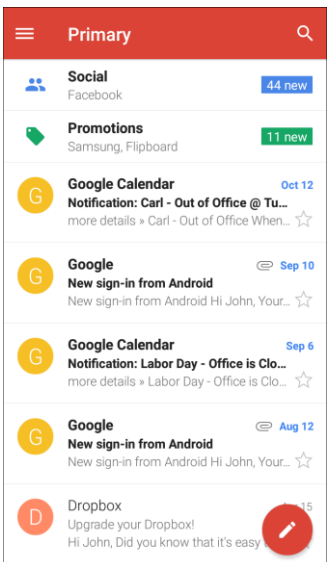 Primary
Social
Facebook
44 new
Promotions
Samsung, Flipboard
11 new
G
Google Calendar
Oct 12
Notification: Carl - Out of Office @ Tu...
more details » Carl - Out of Office When...
G
Google
Sep 10
New sign-in from Android
New sign-in from Android Hi John, Your...
G
Google Calendar
Sep 6
Notification: Labor Day - Office is Clo...
more details » Labor Day - Office is Clo...
G
Google
Aug 12
New sign-in from Android
New sign-in from Android Hi John, Your...
D
Dropbox
15
Upgrade your Dropbox!
Hi John, Did you know that it's easy